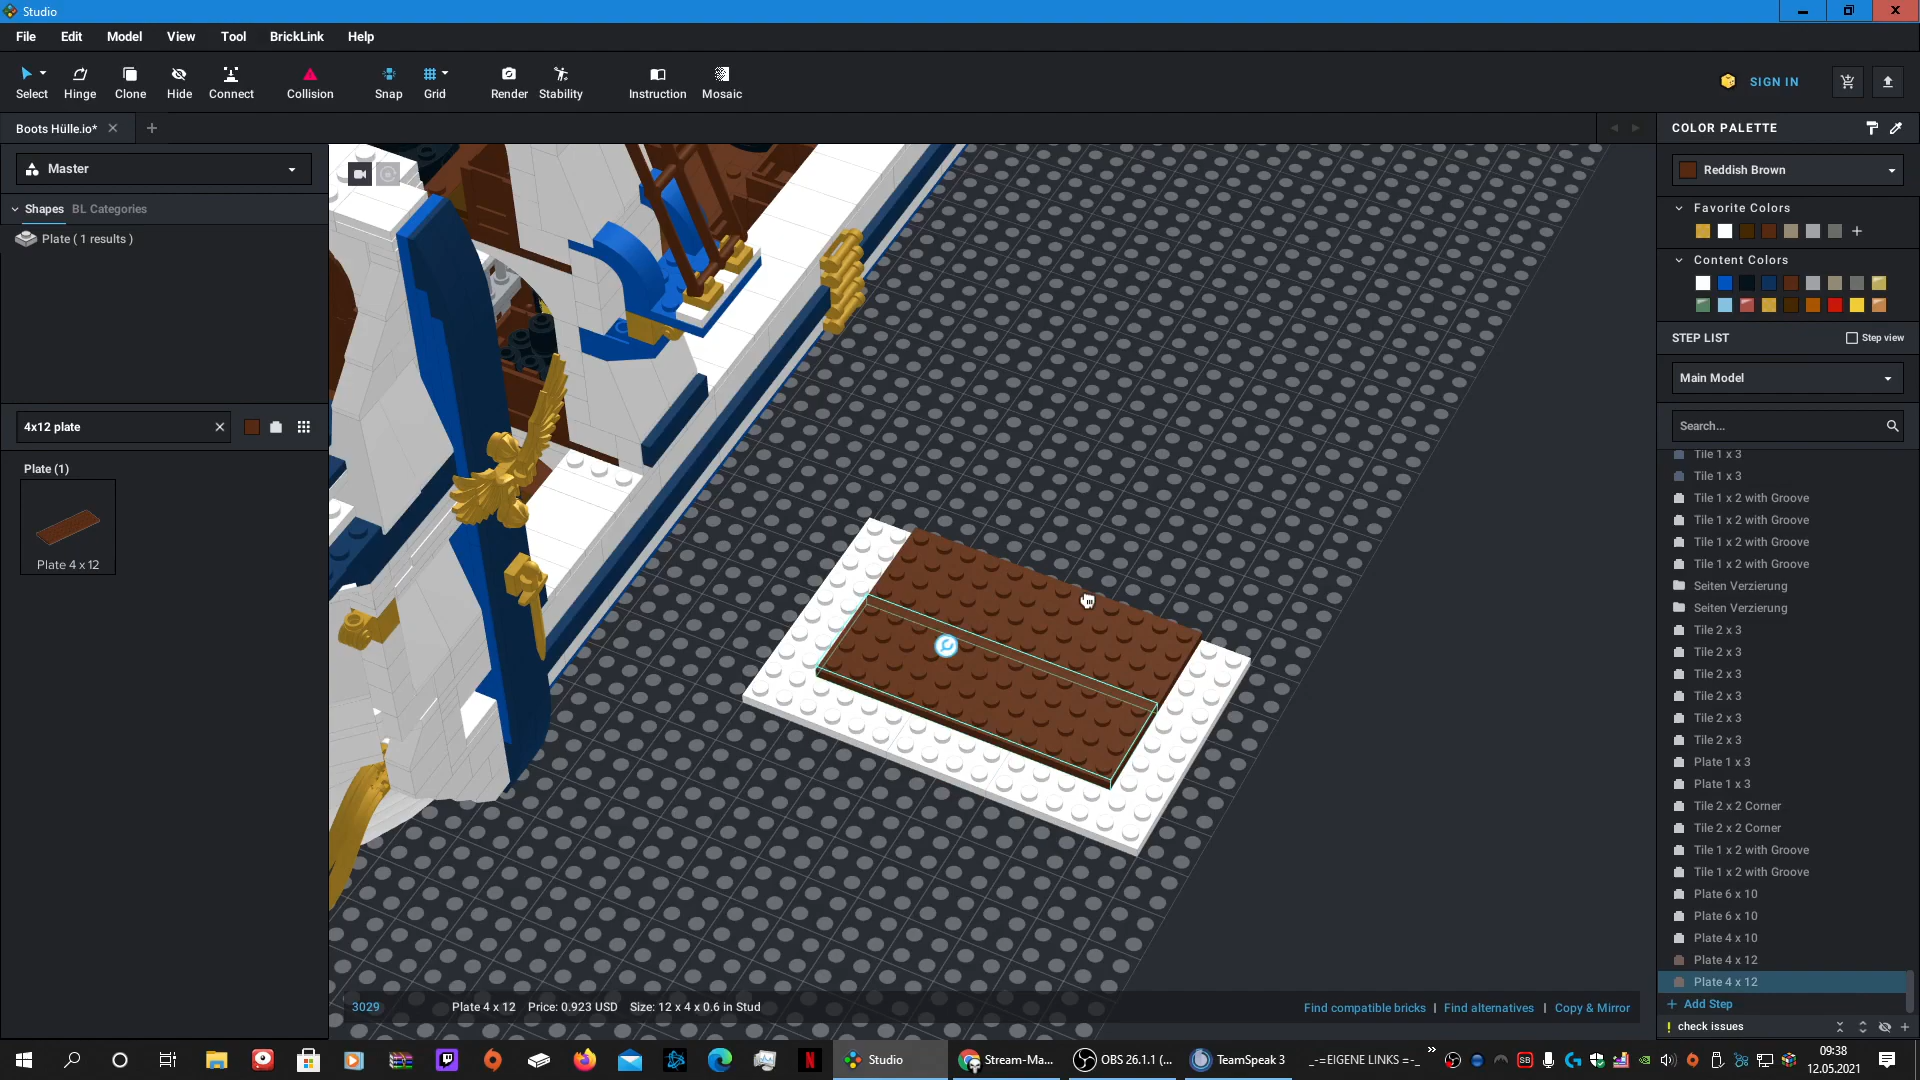 Studio
File Edit Model View Tool BrickLink Help
Select Hinge Clone Hide Connect Collision Snap Grid Render Stability Instruction Mosaic SIGN IN
Boots Hülle.io*
Master
Shapes BL Categories
Plate ( 1 results )
4x12 plate
Plate (1)
Plate 4 x 12
3029 Plate 4 x 12 Price: 0.923 USD Size: 12 x 4 x 0.6 in Stud
Find compatible bricks | Find alternatives | Copy & Mirror
COLOR PALETTE
Reddish Brown
Favorite Colors
Content Colors
STEP LIST
Step view
Main Model
Search...
Tile 1 x 3
Tile 1 x 3
Tile 1 x 2 with Groove
Tile 1 x 2 with Groove
Tile 1 x 2 with Groove
Tile 1 x 2 with Groove
Seiten Verzierung
Seiten Verzierung
Tile 2 x 3
Tile 2 x 3
Tile 2 x 3
Tile 2 x 3
Tile 2 x 3
Tile 2 x 3
Plate 1 x 3
Plate 1 x 3
Tile 2 x 2 Corner
Tile 2 x 2 Corner
Tile 1 x 2 with Groove
Tile 1 x 2 with Groove
Plate 6 x 10
Plate 6 x 10
Plate 4 x 10
Plate 4 x 12
Plate 4 x 12
+ Add Step
! check issues
Studio Stream-Ma... OBS 26.1.1 (... TeamSpeak 3 _-=EIGENE LINKS =-_
09:38
12.05.2021